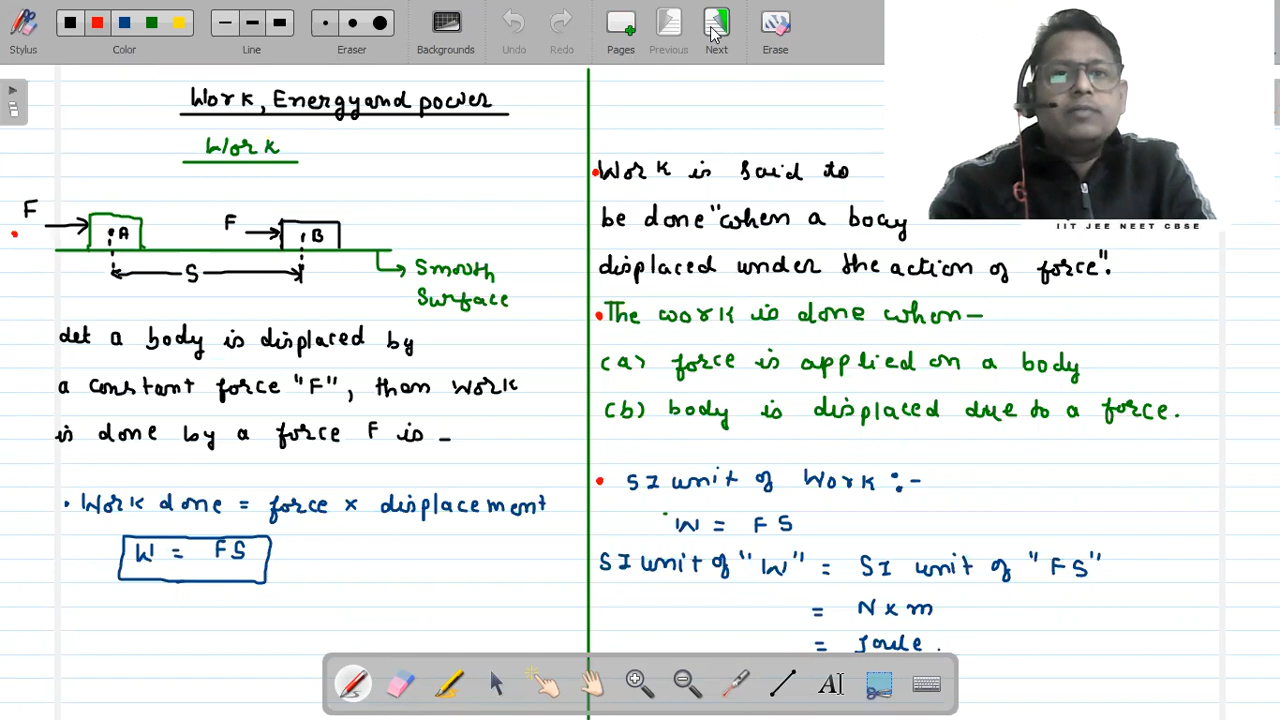 Stylus
Color
Line
Eraser
Backgrounds
Undo
Redo
Pages
Previous
Next
Erase
Work, Energy and power
Work
F
A
F
B
S
Smooth
Surface
Let a body is displaced by
a constant force "F", than work
is done by a force F is -
• Work done = force x displacement
W = FS
• Work is said to
be done "when a body
displaced under the action of force".
• The work is done when-
(a) force is applied on a body
(b) body is displaced due to a force.
• SI unit of Work :-
W = FS
SI unit of "W" = SI unit of "FS"
= N x m
= Joule.
IIT JEE NEET CBSE
AI